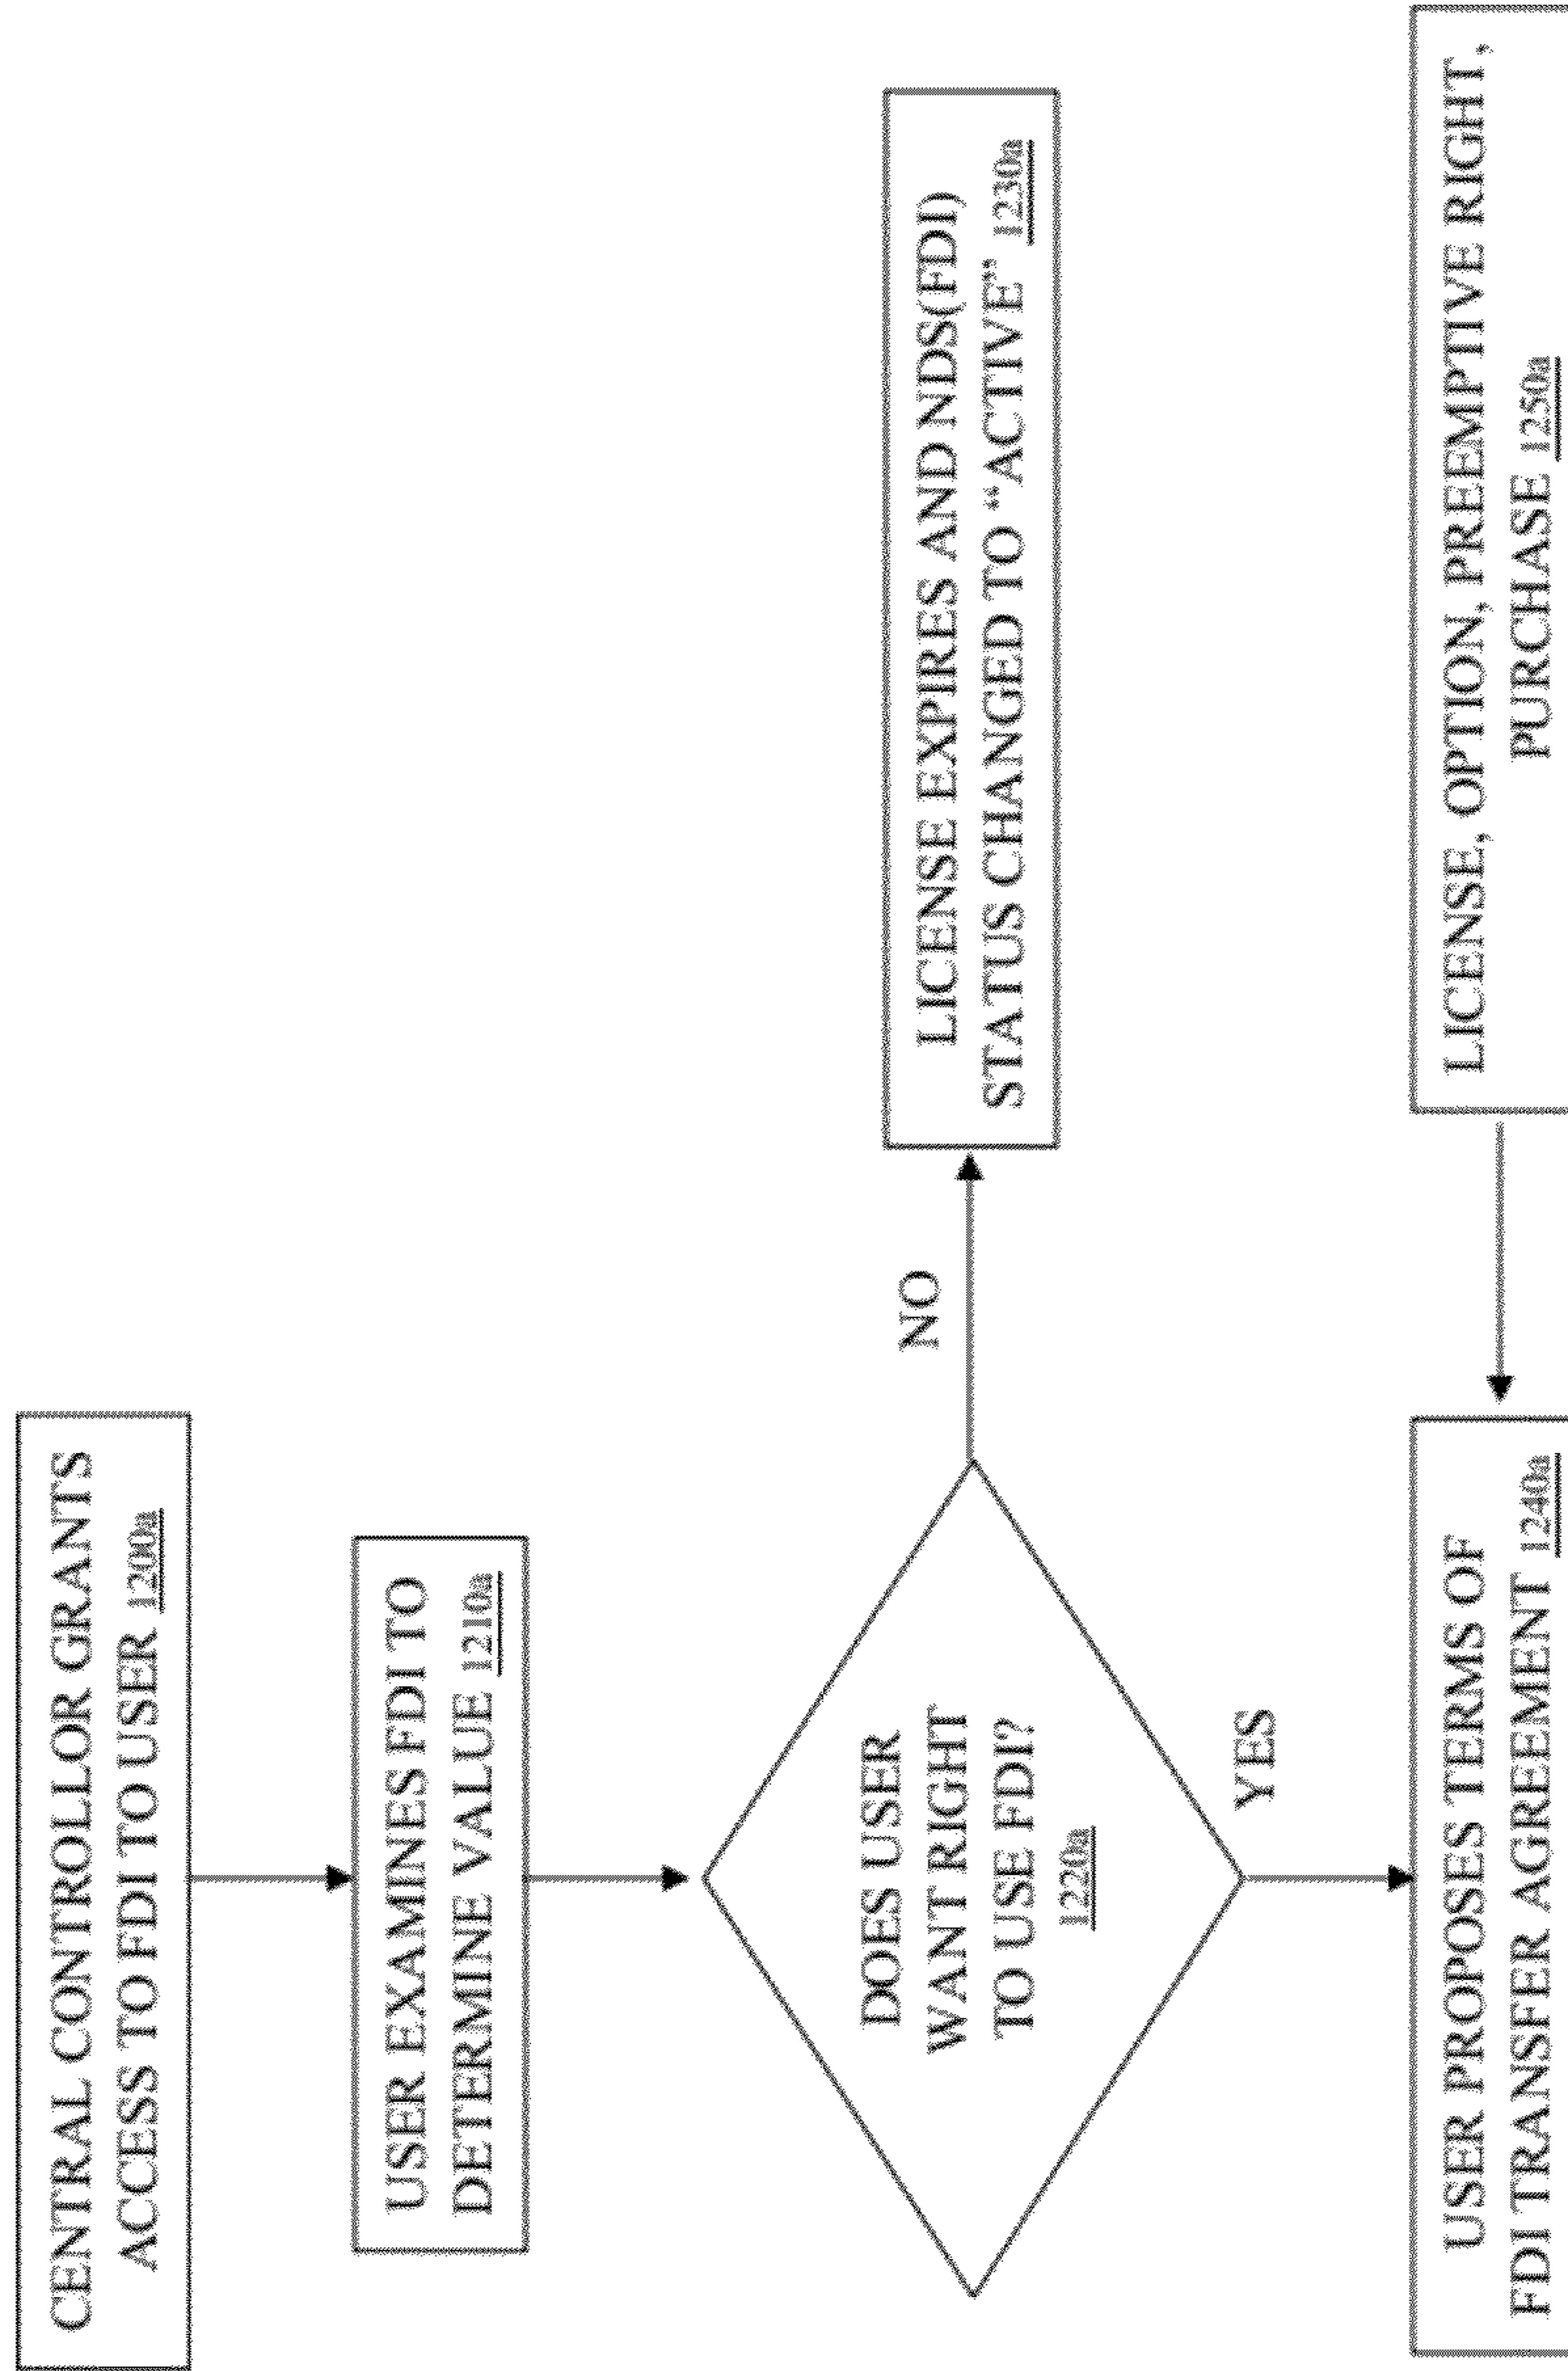 CENTRAL CONTROLLOR GRANTS
ACCESS TO FDI TO USER 1200a
USER EXAMINES FDI TO
DETERMINE VALUE 1210a
DOES USER
WANT RIGHT
TO USE FDI?
1220a
NO
LICENSE EXPIRES AND NDS(FDI)
STATUS CHANGED TO “ACTIVE” 1230a
YES
USER PROPOSES TERMS OF
FDI TRANSFER AGREEMENT 1240a
LICENSE, OPTION, PREEMPTIVE RIGHT,
PURCHASE 1250a